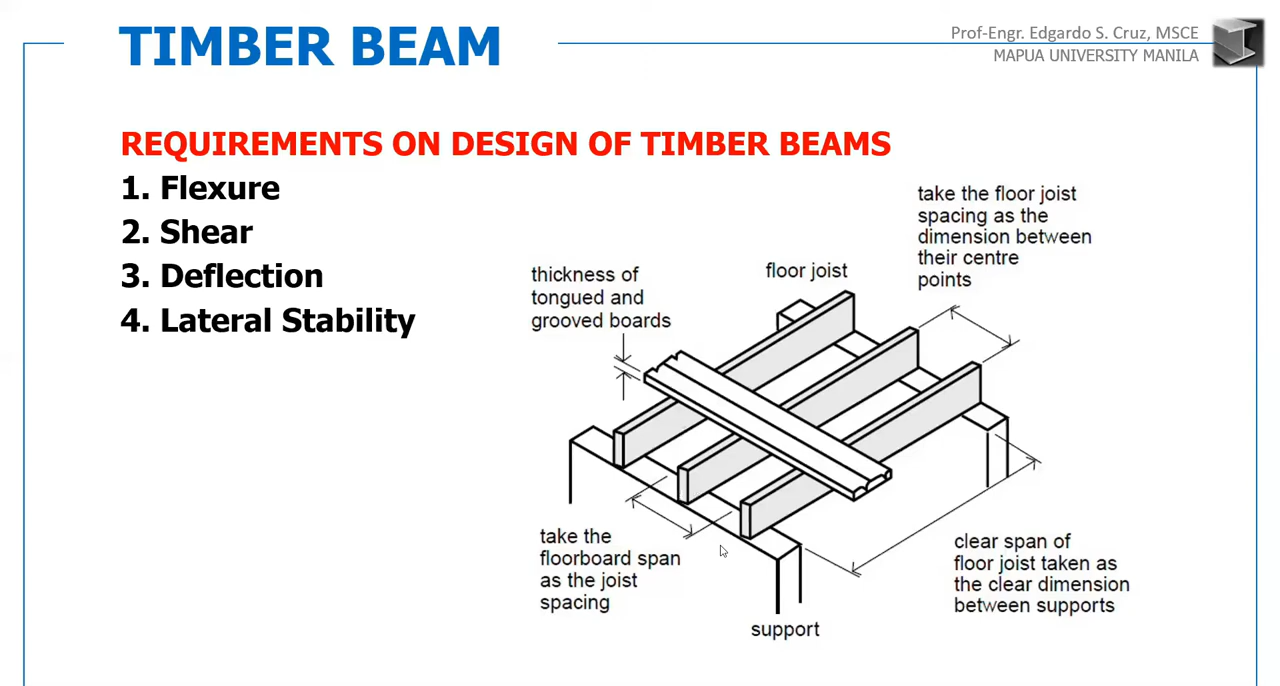 TIMBER BEAM
Prof-Engr. Edgardo S. Cruz, MSCE
MAPUA UNIVERSITY MANILA
REQUIREMENTS ON DESIGN OF TIMBER BEAMS
1. Flexure
2. Shear
3. Deflection
4. Lateral Stability
take the floor joist
spacing as the
dimension between
their centre
points
floor joist
thickness of
tongued and
grooved boards
take the
floorboard span
as the joist
spacing
clear span of
floor joist taken as
the clear dimension
between supports
support